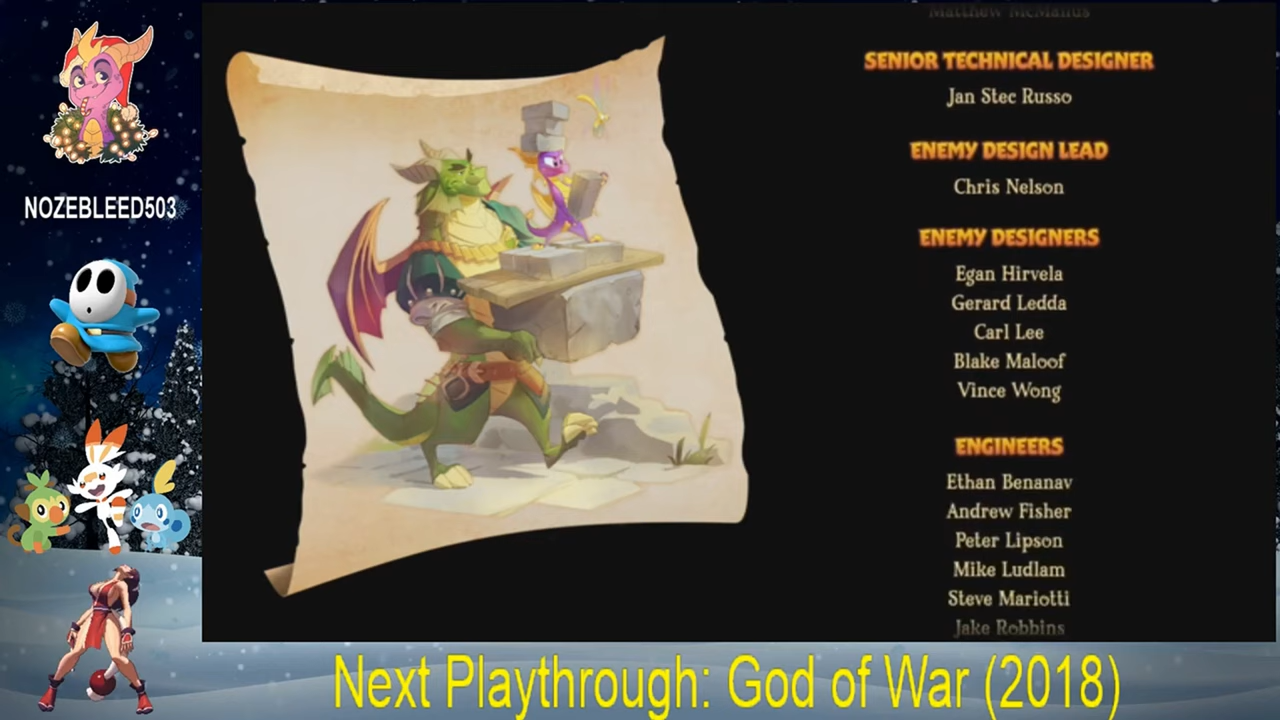 Matthew McManus
SENIOR TECHNICAL DESIGNER
Jan Stec Russo
ENEMY DESIGN LEAD
Chris Nelson
ENEMY DESIGNERS
Egan Hirvela
Gerard Ledda
Carl Lee
Blake Maloof
Vince Wong
ENGINEERS
Ethan Benanav
Andrew Fisher
Peter Lipson
Mike Ludlam
Steve Mariotti
Jake Robbins
NOZEBLEED503
Next Playthrough: God of War (2018)